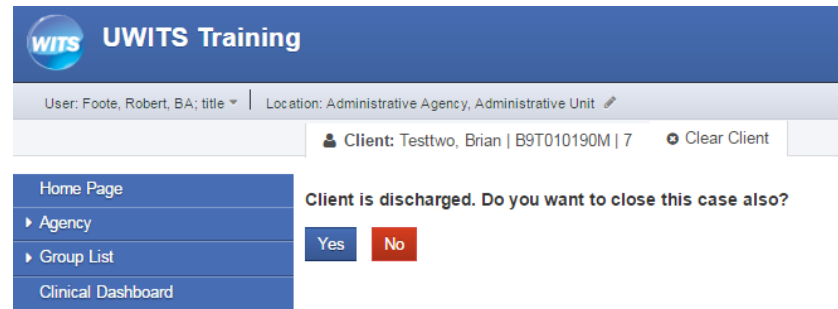 WITS UWITS Training
User: Foote, Robert, BA; title Location: Administrative Agency, Administrative Unit
Client: Testtwo, Brian | B9T010190M | 7 Clear Client
Home Page
Agency
Group List
Clinical Dashboard
Client is discharged. Do you want to close this case also?
Yes No